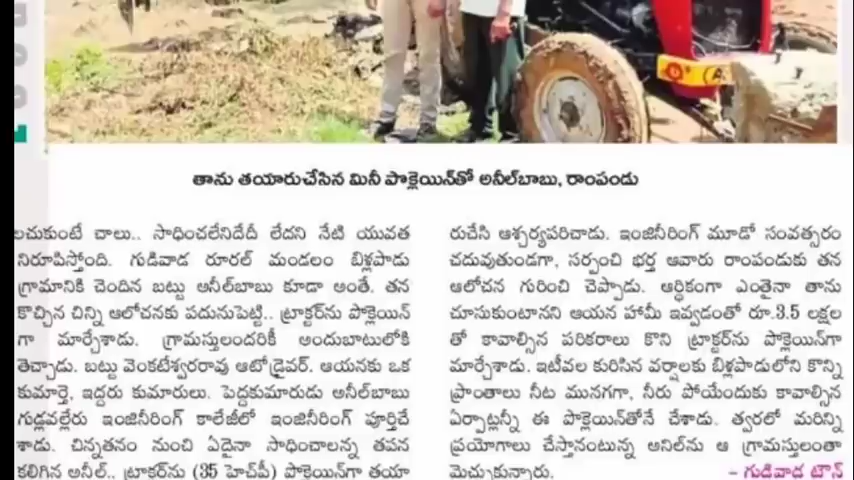 తాను తయారుచేసిన మినీ పొక్లెయిన్‌తో అనీల్‌బాబు, రాంపండు
లచుకుంటే చాలు.. సాధించలేనిదేదీ లేదని నేటి యువత
నిరూపిస్తోంది. గుడివాడ రూరల్ మండలం బిళ్లపాడు
గ్రామానికి చెందిన బట్టు అనీల్‌బాబు కూడా అంతే. తన
కొచ్చిన చిన్ని ఆలోచనకు పదునుపెట్టి.. ట్రాక్టర్‌ను పోక్లెయిన్
గా మార్చేశాడు. గ్రామస్తులందరికీ అందుబాటులోకి
తెచ్చాడు. బట్టు వెంకటేశ్వరరావు ఆటోడ్రైవర్. ఆయనకు ఒక
కుమార్తె, ఇద్దరు కుమారులు. పెద్దకుమారుడు అనీల్‌బాబు
గుడ్లవల్లేరు ఇంజినీరింగ్ కాలేజీలో ఇంజినీరింగ్ పూర్తిచే
శాడు. చిన్నతనం నుంచి ఏదైనా సాధించాలన్న తపన
కలిగిన అనీల్.. ట్రాక్టర్‌ను (35 హెచ్‌పీ) పోక్లెయిన్‌గా తయా
రుచేసి ఆశ్చర్యపరిచాడు. ఇంజినీరింగ్ మూడో సంవత్సరం
చదువుతుండగా, సర్పంచి భర్త ఆవారు రాంపండుకు తన
ఆలోచన గురించి చెప్పాడు. ఆర్థికంగా ఎంతైనా తాను
చూసుకుంటానని ఆయన హామీ ఇవ్వడంతో రూ.3.5 లక్షల
తో కావాల్సిన పరికరాలు కొని ట్రాక్టర్‌ను పోక్లెయిన్‌గా
మార్చేశాడు. ఇటీవల కురిసిన వర్షాలకు బిళ్లపాడులోని కొన్ని
ప్రాంతాలు నీట మునగగా, నీరు పోయేందుకు కావాల్సిన
ఏర్పాట్లన్నీ ఈ పోక్లెయిన్‌తోనే చేశాడు. త్వరలో మరిన్ని
ప్రయోగాలు చేస్తానంటున్న అనిల్‌ను ఆ గ్రామస్తులంతా
మెచ్చుకున్నారు. – గుడివాడ టౌన్